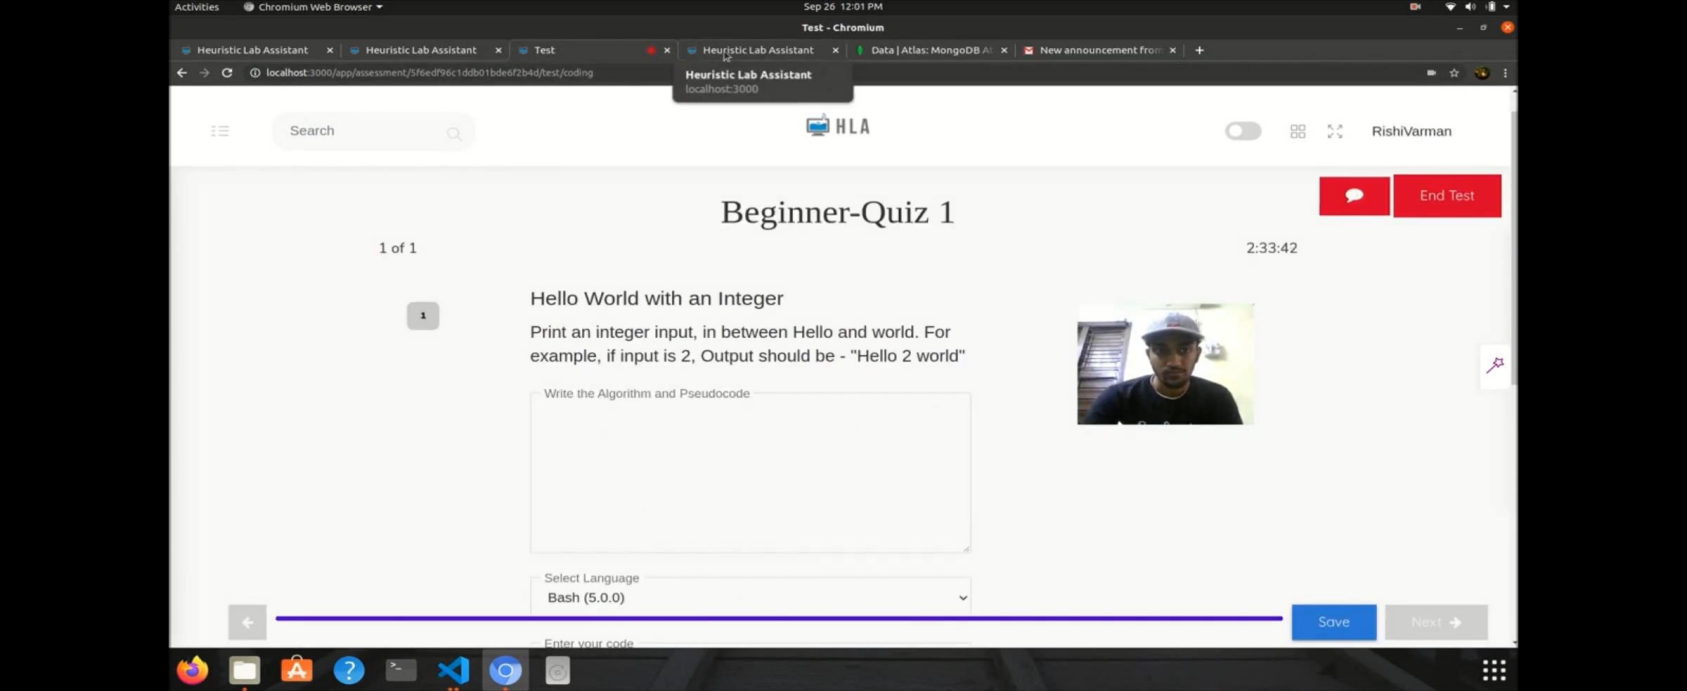 Activities
Chromium Web Browser
Sep 26 12:01 PM
Test - Chromium
Heuristic Lab Assistant
Heuristic Lab Assistant
Test
Heuristic Lab Assistant
Data | Atlas: MongoDB At
New announcement from
localhost:3000/app/assessment/5f6edf96c1ddb01bde6f2b4d/test/coding
Heuristic Lab Assistant
localhost:3000
Search
HLA
RishiVarman
End Test
Beginner-Quiz 1
1 of 1
2:33:42
1
Hello World with an Integer
Print an integer input, in between Hello and world. For
example, if input is 2, Output should be - "Hello 2 world"
Write the Algorithm and Pseudocode
Select Language
Bash (5.0.0)
Enter your code
Save
Next